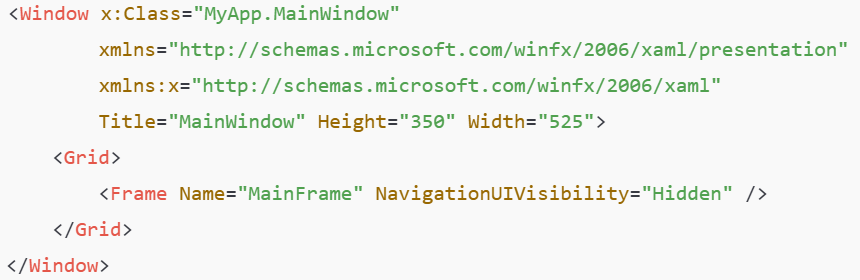 <Window x:Class="MyApp.MainWindow"
        xmlns="http://schemas.microsoft.com/winfx/2006/xaml/presentation"
        xmlns:x="http://schemas.microsoft.com/winfx/2006/xaml"
        Title="MainWindow" Height="350" Width="525">
    <Grid>
        <Frame Name="MainFrame" NavigationUIVisibility="Hidden" />
    </Grid>
</Window>